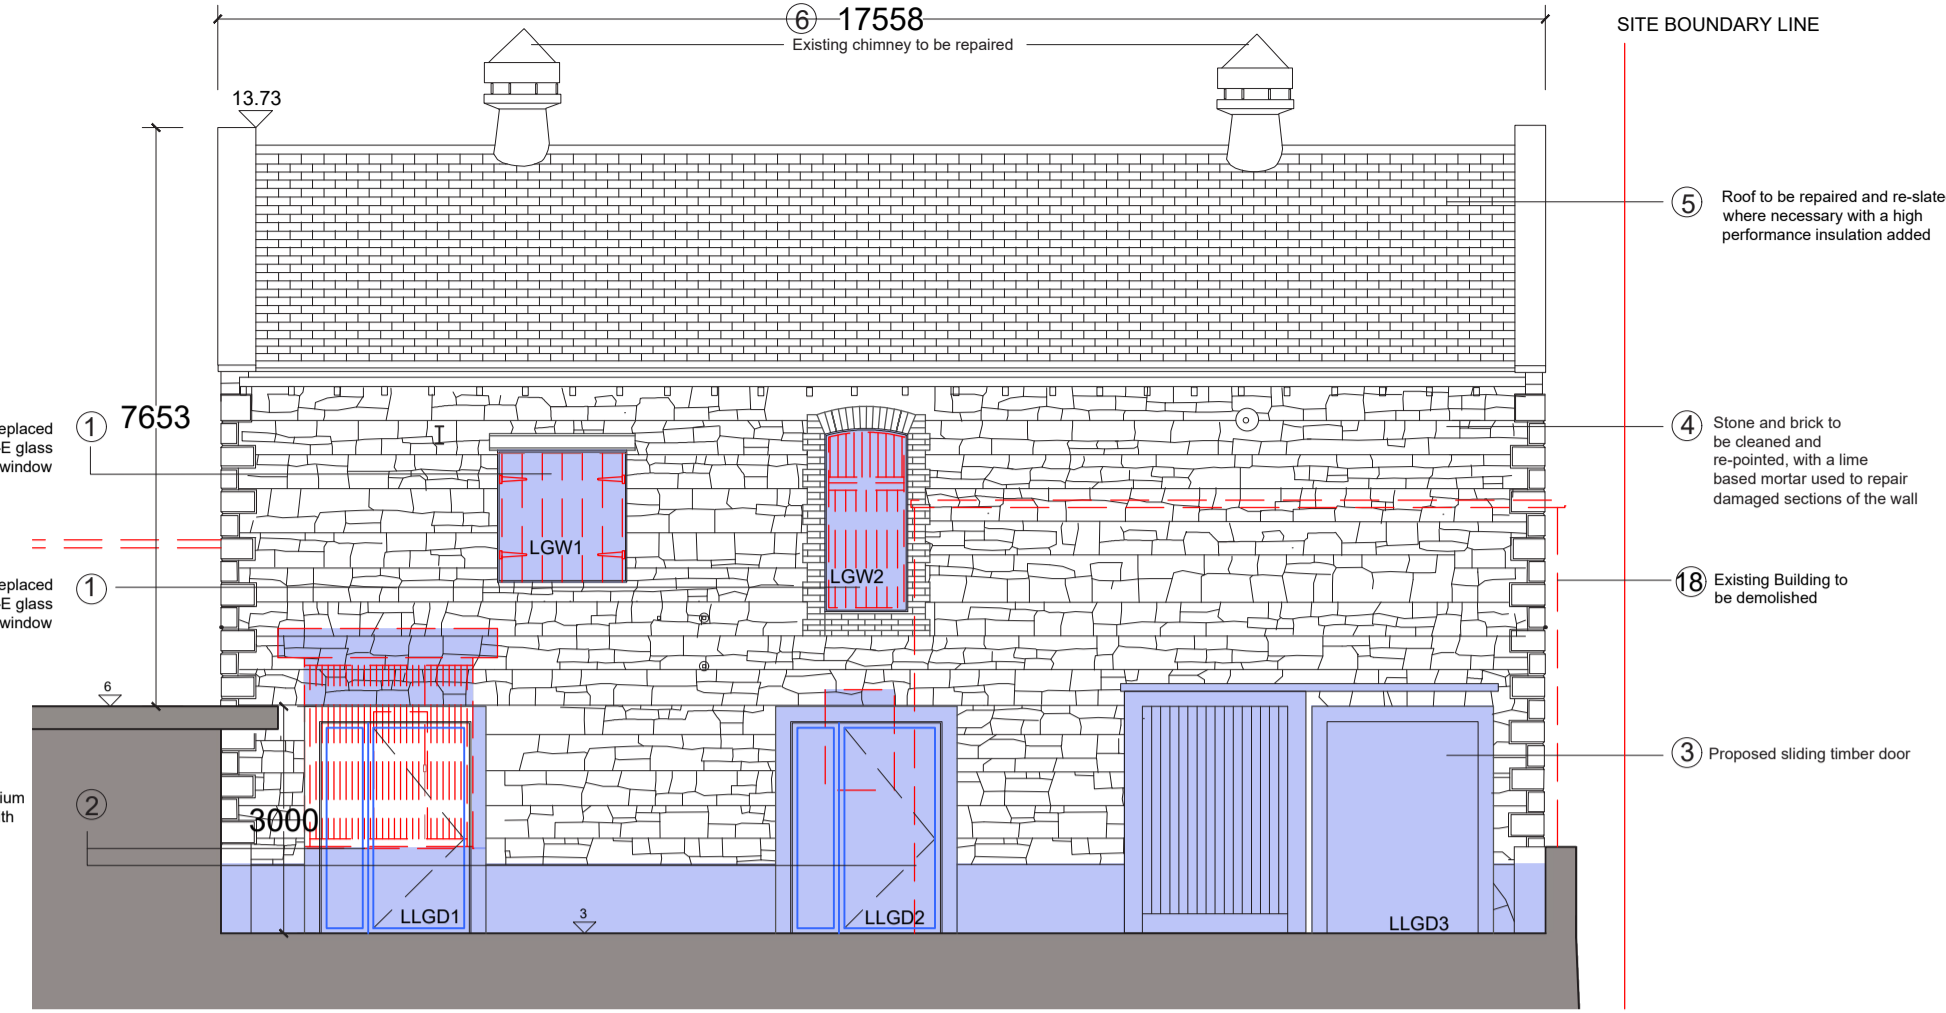 6 17558
SITE BOUNDARY LINE
Existing chimney to be repaired
13.73
5 Roof to be repaired and re-slate
where necessary with a high
performance insulation added
7653
1 eplaced
E glass
window
4 Stone and brick to
be cleaned and
re-pointed, with a lime
based mortar used to repair
damaged sections of the wall
LGW1
LGW2
1 eplaced
E glass
window
18 Existing Building to
be demolished
6
3 Proposed sliding timber door
2 ium
th
3000
LLGD1
3
LLGD2
LLGD3